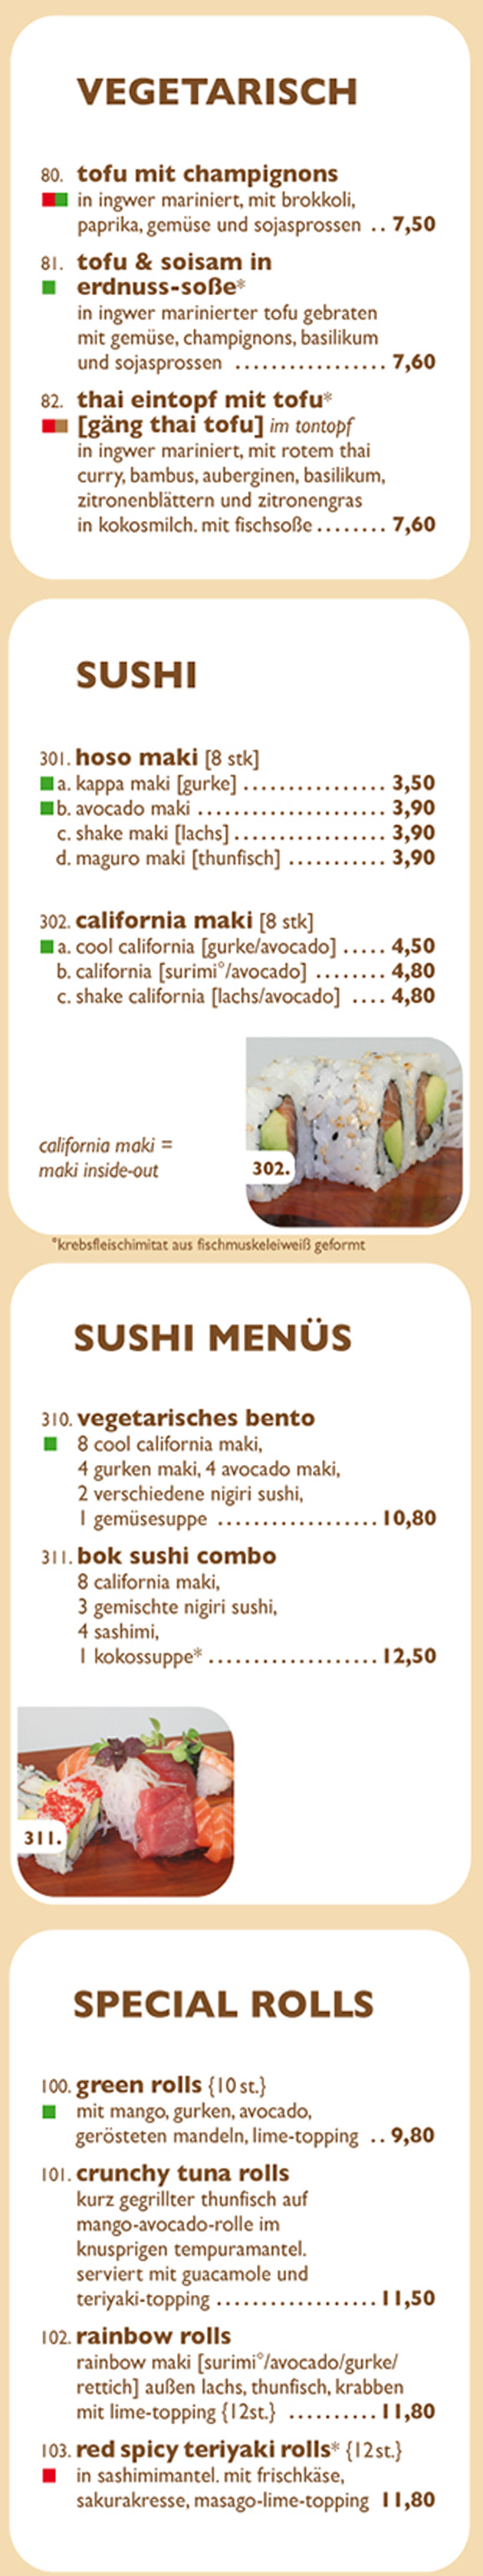 VEGETARISCH
80. tofu mit champignons
in ingwer mariniert, mit brokkoli,
paprika, gemüse und sojasprossen .. 7,50
81. tofu & soisam in
erdnuss-soße*
in ingwer marinierter tofu gebraten
mit gemüse, champignons, basilikum
und sojasprossen ................. 7,60
82. thai eintopf mit tofu*
[gäng thai tofu] im tontopf
in ingwer mariniert, mit rotem thai
curry, bambus, auberginen, basilikum,
zitronenblättern und zitronengras
in kokosmilch. mit fischsoße ........ 7,60
SUSHI
301. hoso maki [8 stk]
a. kappa maki [gurke] ................ 3,50
b. avocado maki ..................... 3,90
c. shake maki [lachs] ................. 3,90
d. maguro maki [thunfisch] ........... 3,90
302. california maki [8 stk]
a. cool california [gurke/avocado] ..... 4,50
b. california [surimi°/avocado] ........ 4,80
c. shake california [lachs/avocado] .... 4,80
california maki =
maki inside-out
302.
°krebsfleischimitat aus fischmuskeleiweiß geformt
SUSHI MENÜS
310. vegetarisches bento
8 cool california maki,
4 gurken maki, 4 avocado maki,
2 verschiedene nigiri sushi,
1 gemüsesuppe .................. 10,80
311. bok sushi combo
8 california maki,
3 gemischte nigiri sushi,
4 sashimi,
1 kokossuppe* ................... 12,50
311.
SPECIAL ROLLS
100. green rolls {10 st.}
mit mango, gurken, avocado,
gerösteten mandeln, lime-topping .. 9,80
101. crunchy tuna rolls
kurz gegrillter thunfisch auf
mango-avocado-rolle im
knusprigen tempuramantel.
serviert mit guacamole und
teriyaki-topping .................. 11,50
102. rainbow rolls
rainbow maki [surimi°/avocado/gurke/
rettich] außen lachs, thunfisch, krabben
mit lime-topping {12st.} .......... 11,80
103. red spicy teriyaki rolls* {12st.}
in sashimimantel. mit frischkäse,
sakurakresse, masago-lime-topping 11,80